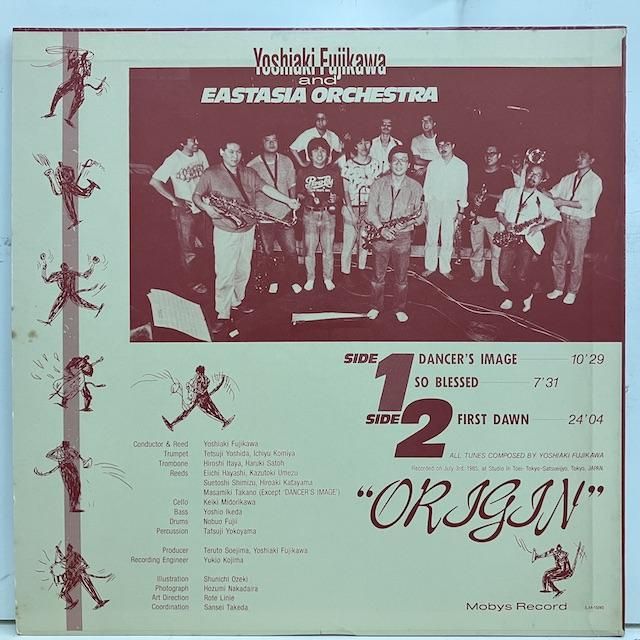 Yoshiaki Fujikawa
and
EASTASIA ORCHESTRA
SIDE 1 DANCER'S IMAGE 10'29
SO BLESSED 7'31
SIDE 2 FIRST DAWN 24'04
ALL TUNES COMPOSED BY YOSHIAKI FUJIKAWA
Recorded on July 3rd, 1985, at Studio in Toei-Tokyo-Satsueijyo, Tokyo, JAPAN
"ORIGIN"
Conductor & Reed Yoshiaki Fujikawa
Trumpet Tetsuji Yoshida, Ichyu Komiya
Trombone Hiroshi Itaya, Haruki Satoh
Reeds Eiichi Hayashi, Kazutoki Umezu
Suetoshi Shimizu, Hiroaki Katayama
Masamiki Takano (Except 'DANCER'S IMAGE')
Cello Keiki Midorikawa
Bass Yoshio Ikeda
Drums Nobuo Fujii
Percussion Tatsuji Yokoyama
Producer Teruto Soejima, Yoshiaki Fujikawa
Recording Engineer Yukio Kojima
Illustration Shunichi Ozeki
Photograph Hozumi Nakadaira
Art Direction Rote Linie
Coordination Sansei Takeda
Mobys Record